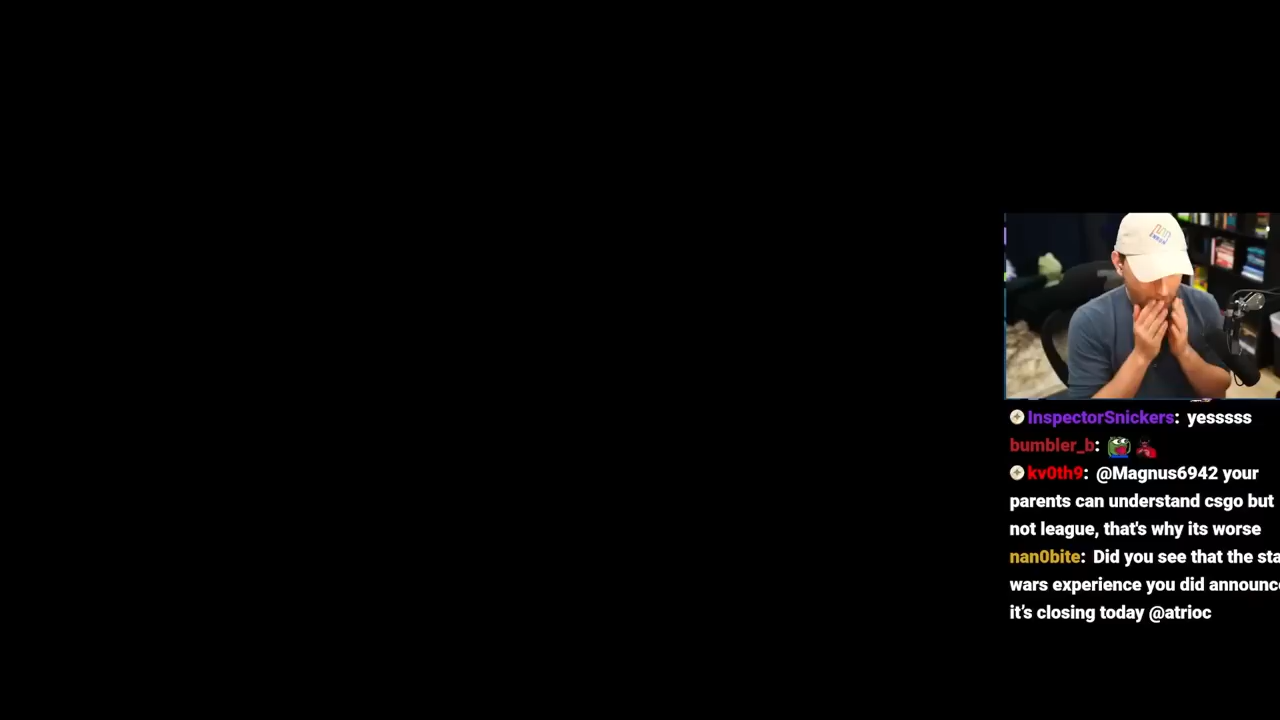 InspectorSnickers: yesssss
bumbler_b:
kv0th9: @Magnus6942 your
parents can understand csgo but
not league, that's why its worse
nan0bite: Did you see that the sta
wars experience you did announc
it's closing today @atrioc